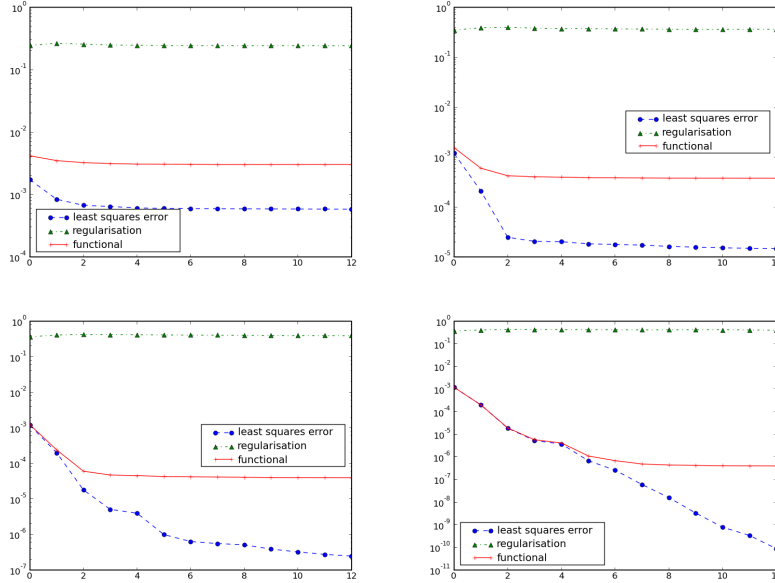 10^0
10^-1
10^-2
10^-3
10^-4
0 2 4 6 8 10 12
least squares error
regularisation
functional
10^0
10^-1
10^-2
10^-3
10^-4
10^-5
0 2 4 6 8 10 12
least squares error
regularisation
functional
10^0
10^-1
10^-2
10^-3
10^-4
10^-5
10^-6
10^-7
0 2 4 6 8 10 12
least squares error
regularisation
functional
10^0
10^-1
10^-2
10^-3
10^-4
10^-5
10^-6
10^-7
10^-8
10^-9
10^-10
10^-11
0 2 4 6 8 10 12
least squares error
regularisation
functional